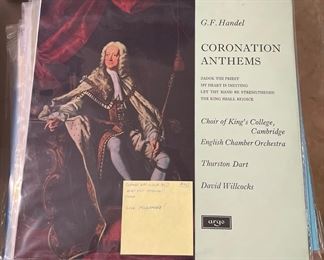 G.F. Handel
CORONATION
ANTHEMS
ZADOK THE PRIEST
MY HEART IS INDITING
LET THY HAND BE STRENGTHENED
THE KING SHALL REJOICE
Choir of King's College,
Cambridge
English Chamber Orchestra
Thurston Dart
David Willcocks
argo